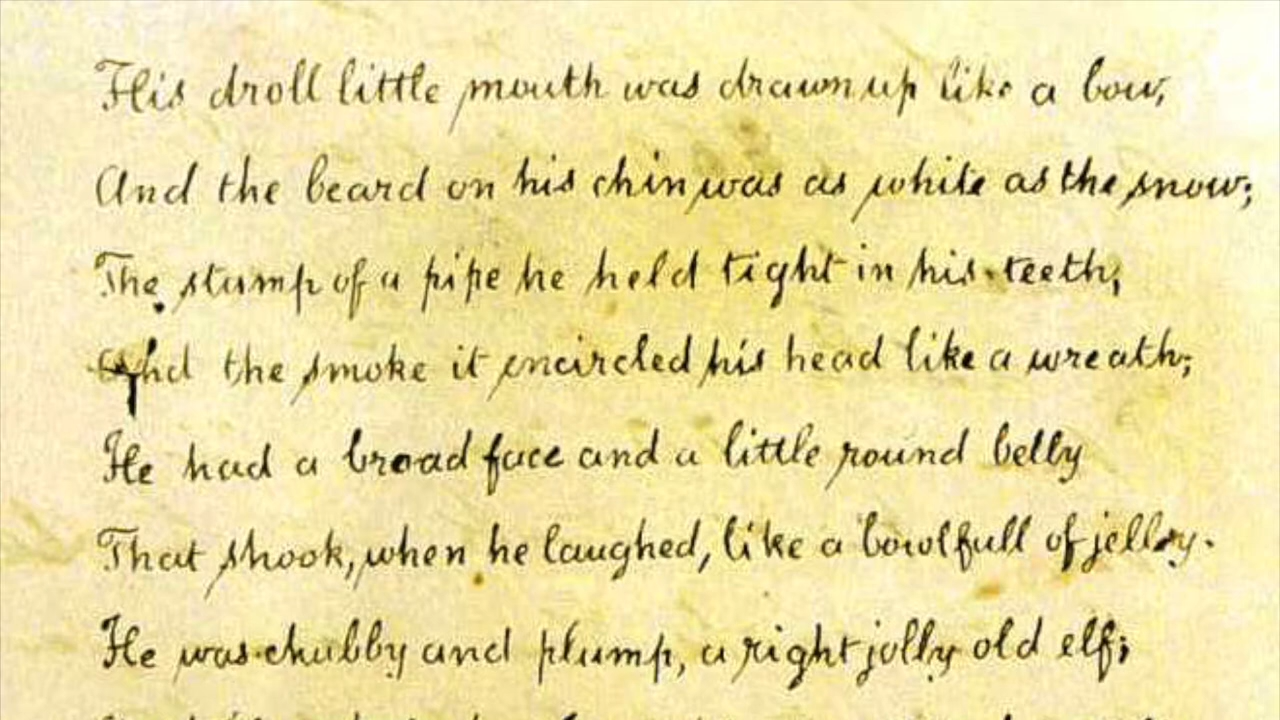 His droll little mouth was drawn up like a bow,
And the beard on his chin was as white as the snow;
The stump of a pipe he held tight in his teeth,
And the smoke it encircled his head like a wreath;
He had a broad face and a little round belly
That shook, when he laughed, like a bowlfull of jelly.
He was chubby and plump, a right jolly old elf;